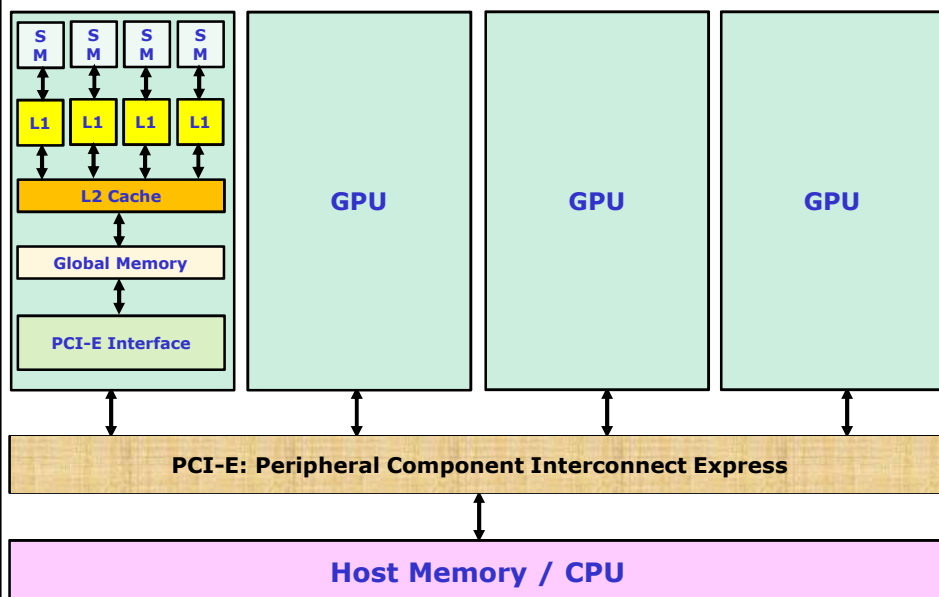 S
M
S
M
S
M
S
M
L1
L1
L1
L1
L2 Cache
Global Memory
PCI-E Interface
GPU
GPU
GPU
PCI-E: Peripheral Component Interconnect Express
Host Memory / CPU